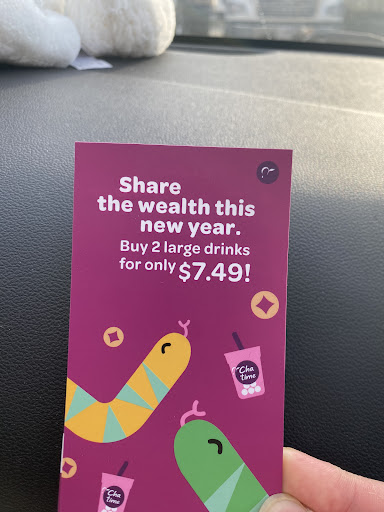 Share
the wealth this
new year.
Buy 2 large drinks
for only $7.49!
Cha
time
Cha
time